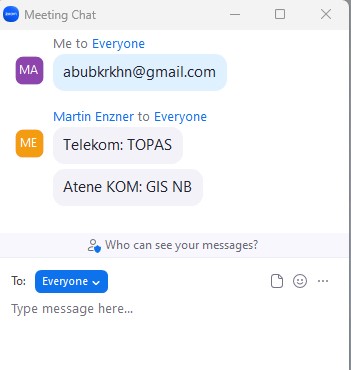 zoom
Meeting Chat
Me to Everyone
MA
abubkrkhn@gmail.com
Martin Enzner to Everyone
ME
Telekom: TOPAS
Atene KOM: GIS NB
Who can see your messages?
To: Everyone
Type message here...